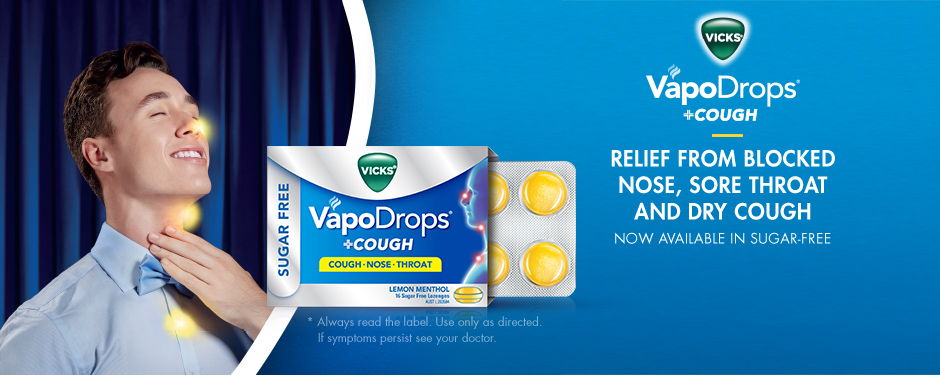 VICKS
VapoDrops
+COUGH
RELIEF FROM BLOCKED
NOSE, SORE THROAT
AND DRY COUGH
NOW AVAILABLE IN SUGAR-FREE
SUGAR FREE
VICKS
VapoDrops
+COUGH
COUGH • NOSE • THROAT
LEMON MENTHOL
16 Sugar Free Lozenges
* Always read the label. Use only as directed.
If symptoms persist see your doctor.